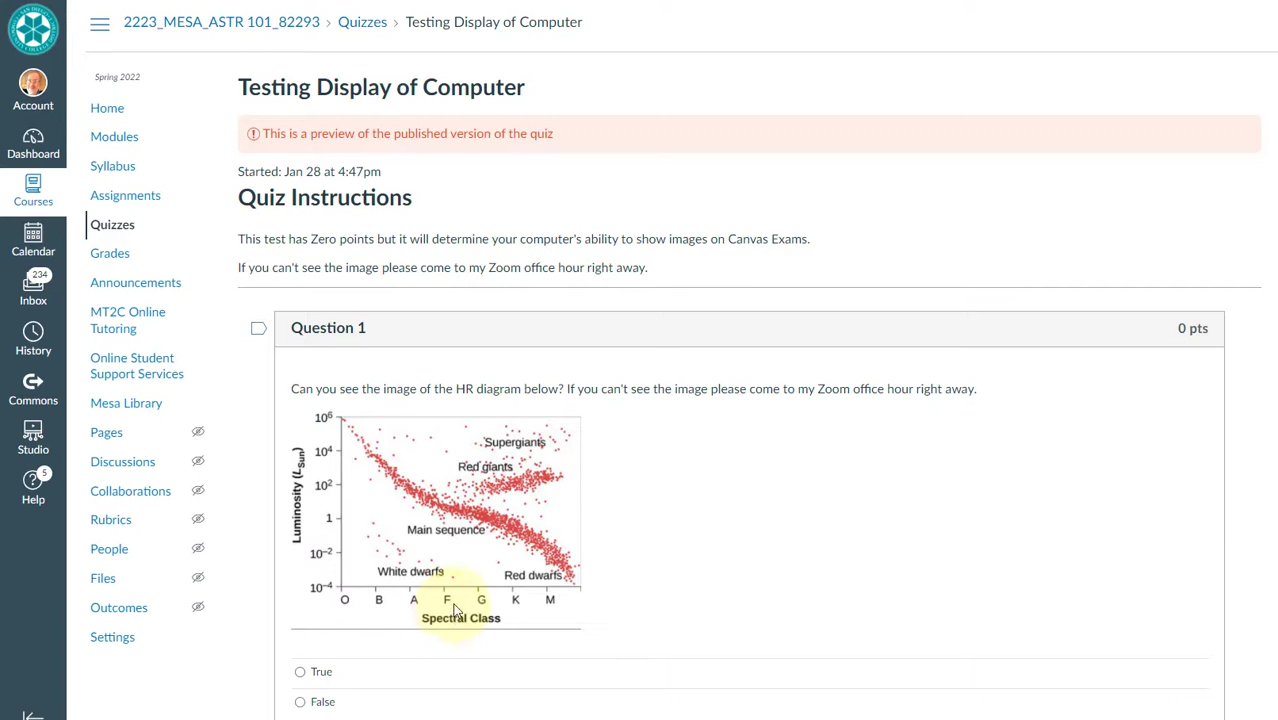 2223_MESA_ASTR 101_82293 › Quizzes › Testing Display of Computer
Account
Dashboard
Courses
Calendar
234
Inbox
History
Commons
Studio
5
Help
Spring 2022
Home
Modules
Syllabus
Assignments
Quizzes
Grades
Announcements
MT2C Online
Tutoring
Online Student
Support Services
Mesa Library
Pages
Discussions
Collaborations
Rubrics
People
Files
Outcomes
Settings
Testing Display of Computer
This is a preview of the published version of the quiz
Started: Jan 28 at 4:47pm
Quiz Instructions
This test has Zero points but it will determine your computer's ability to show images on Canvas Exams.
If you can't see the image please come to my Zoom office hour right away.
Question 1 0 pts
Can you see the image of the HR diagram below? If you can't see the image please come to my Zoom office hour right away.
Luminosity (L_Sun)
10⁶
10⁴
10²
1
10⁻²
10⁻⁴
Supergiants
Red giants
Main sequence
White dwarfs
Red dwarfs
O B A F G K M
Spectral Class
True
False